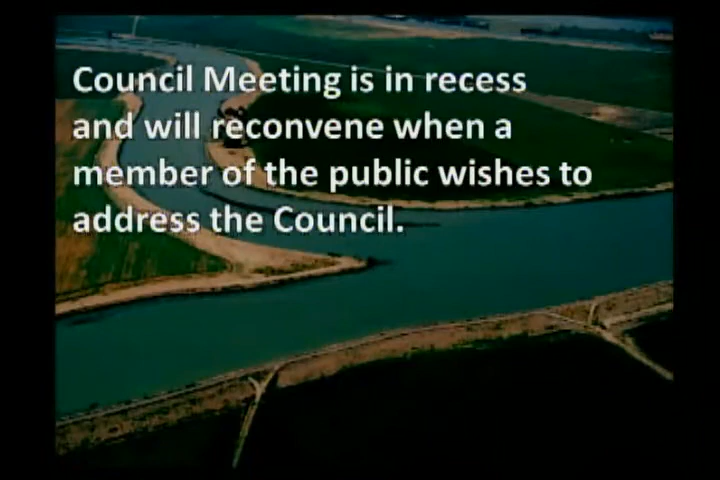 Council Meeting is in recess
and will reconvene when a
member of the public wishes to
address the Council.